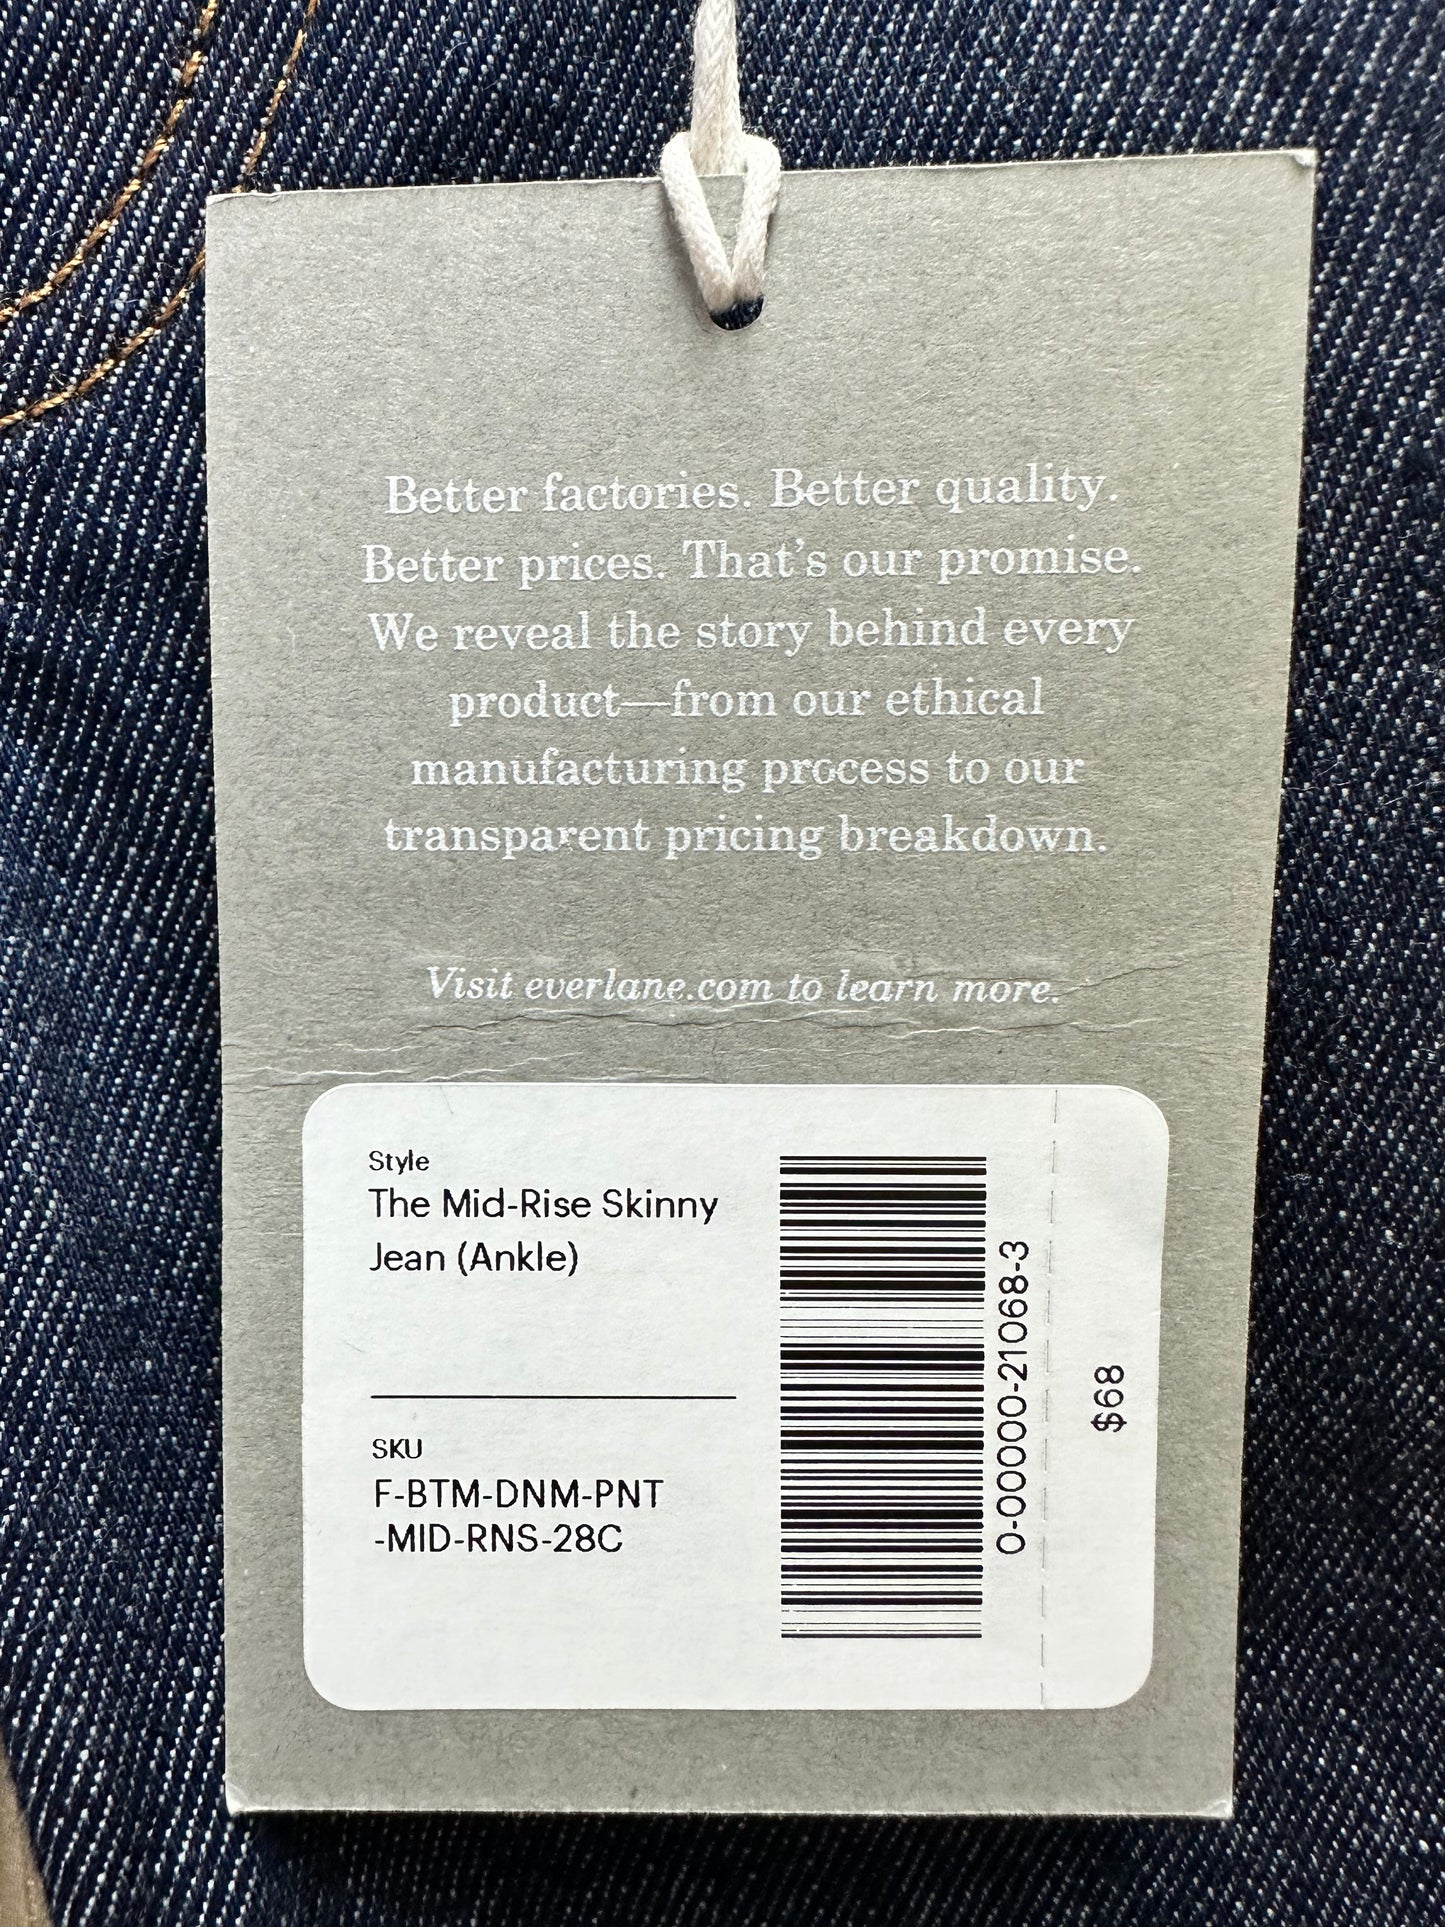 Better factories. Better quality.
Better prices. That's our promise.
We reveal the story behind every
product—from our ethical
manufacturing process to our
transparent pricing breakdown.
Visit everlane.com to learn more.
Style
The Mid-Rise Skinny
Jean (Ankle)
SKU
F-BTM-DNM-PNT
-MID-RNS-28C
0-00000-21068-3
$68